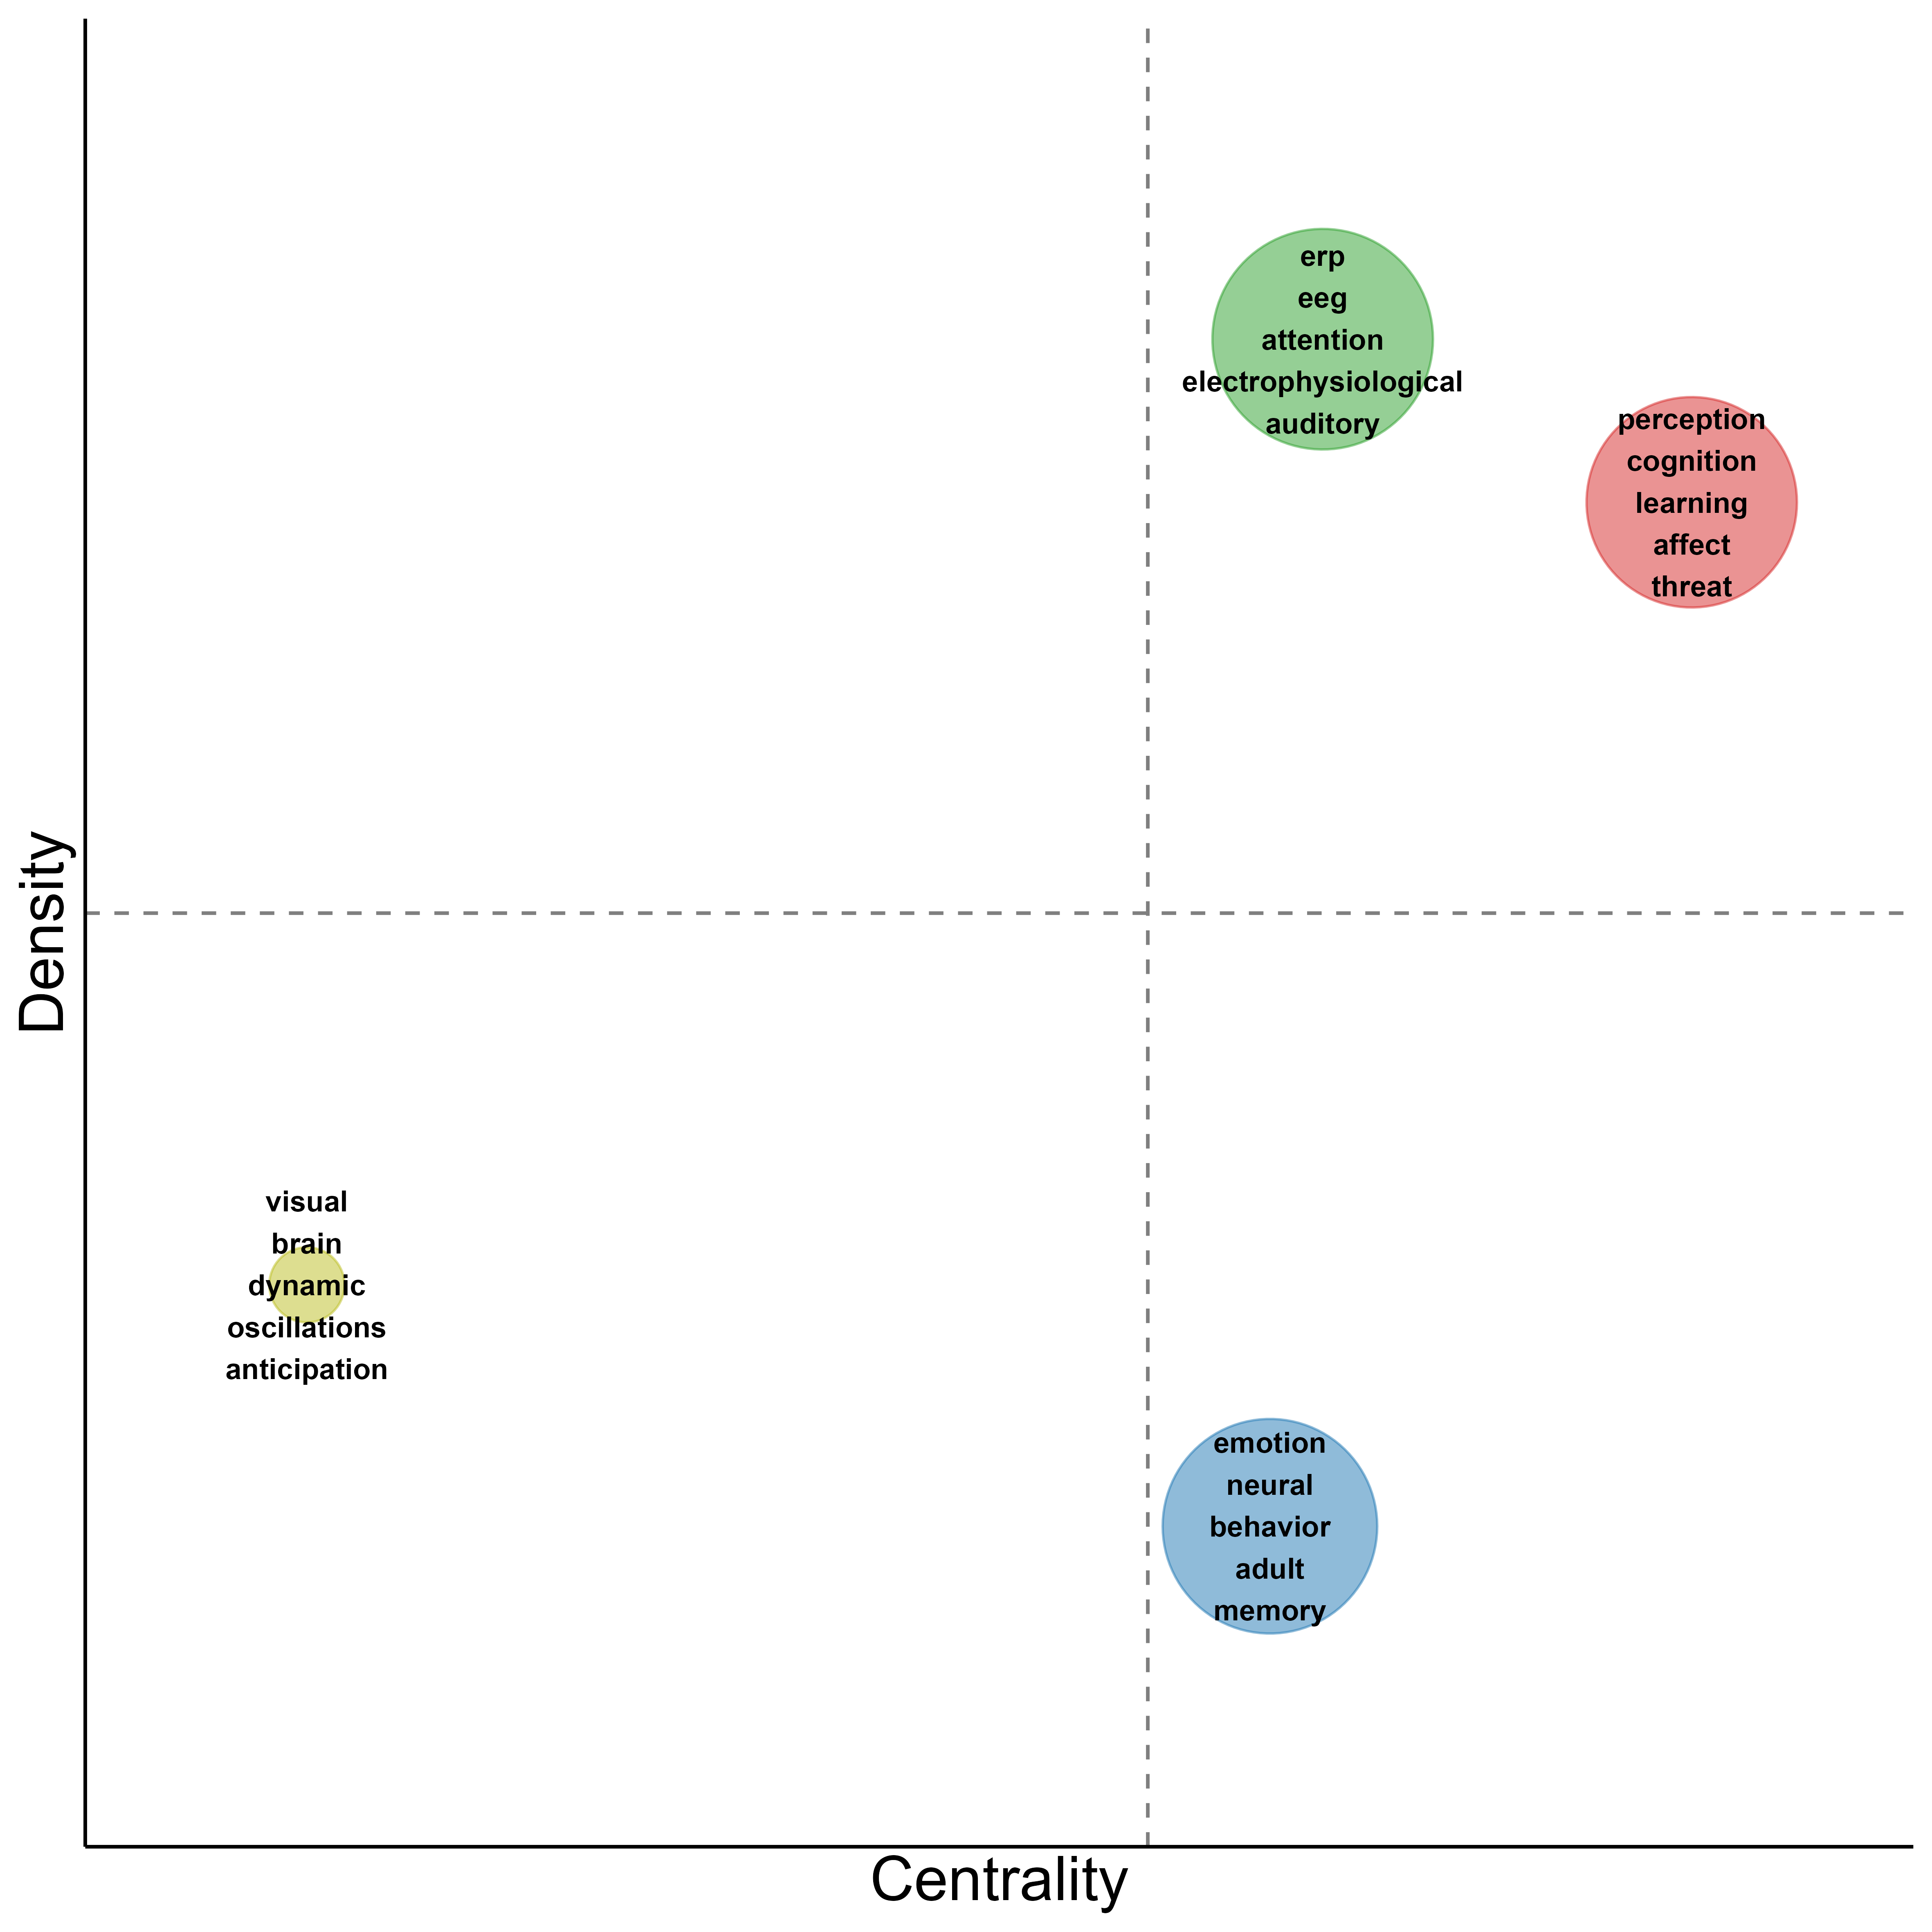 erp
eeg
attention
electrophysiological
auditory
perception
cognition
learning
affect
threat
Density
visual
brain
dynamic
oscillations
anticipation
emotion
neural
behavior
adult
memory
Centrality